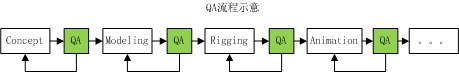 QA流程示意
Concept QA Modeling QA Rigging QA Animation QA 。。。